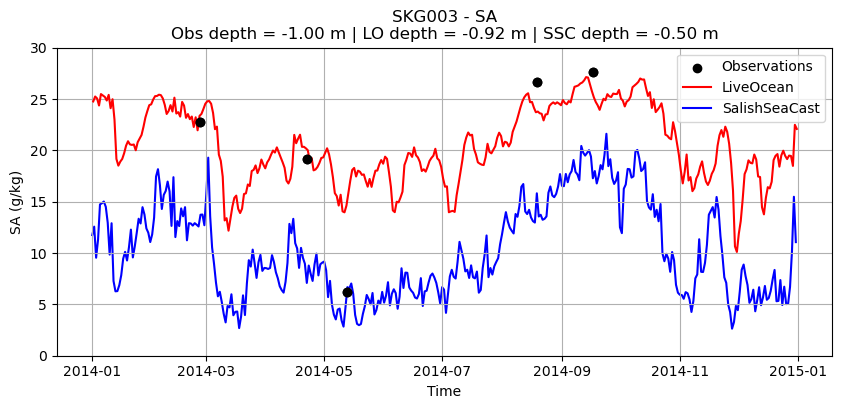 SKG003 - SA
Obs depth = -1.00 m | LO depth = -0.92 m | SSC depth = -0.50 m
Observations
LiveOcean
SalishSeaCast
SA (g/kg)
30
25
20
15
10
5
0
2014-01 2014-03 2014-05 2014-07 2014-09 2014-11 2015-01
Time